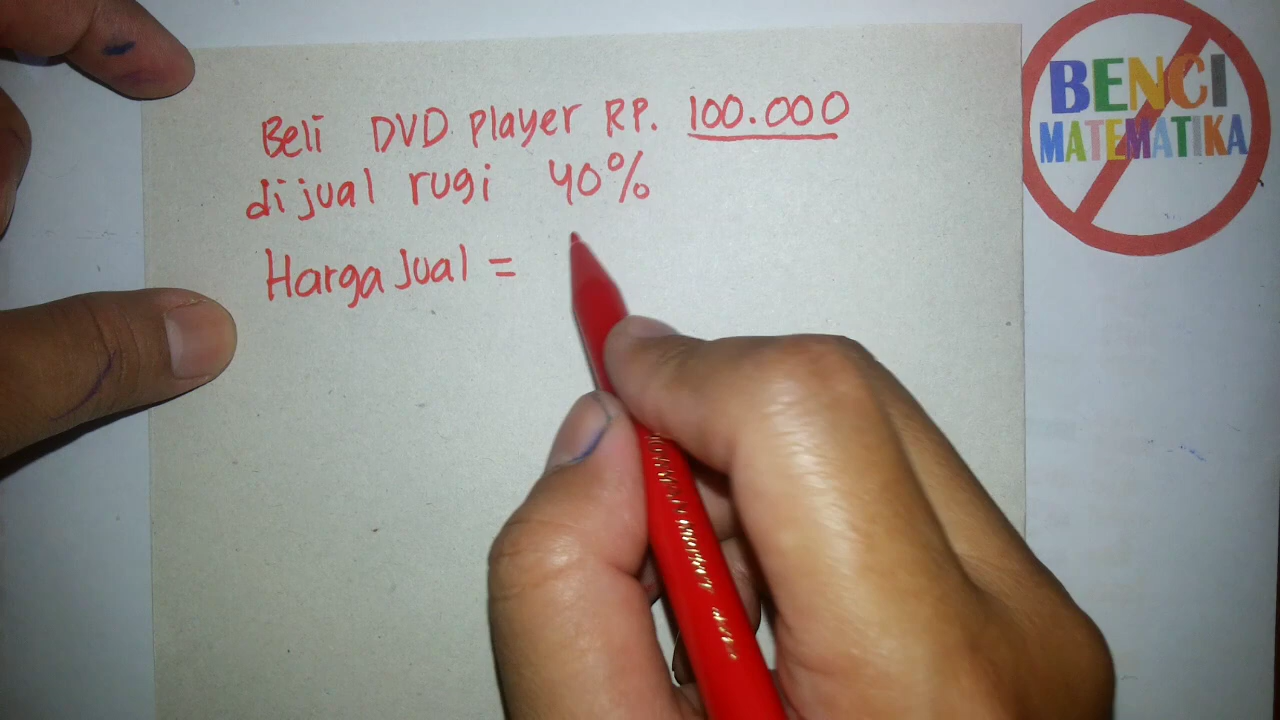 Beli DVD Player RP. 100.000
dijual rugi 40%
Harga Jual =
BENCI
MATEMATIKA